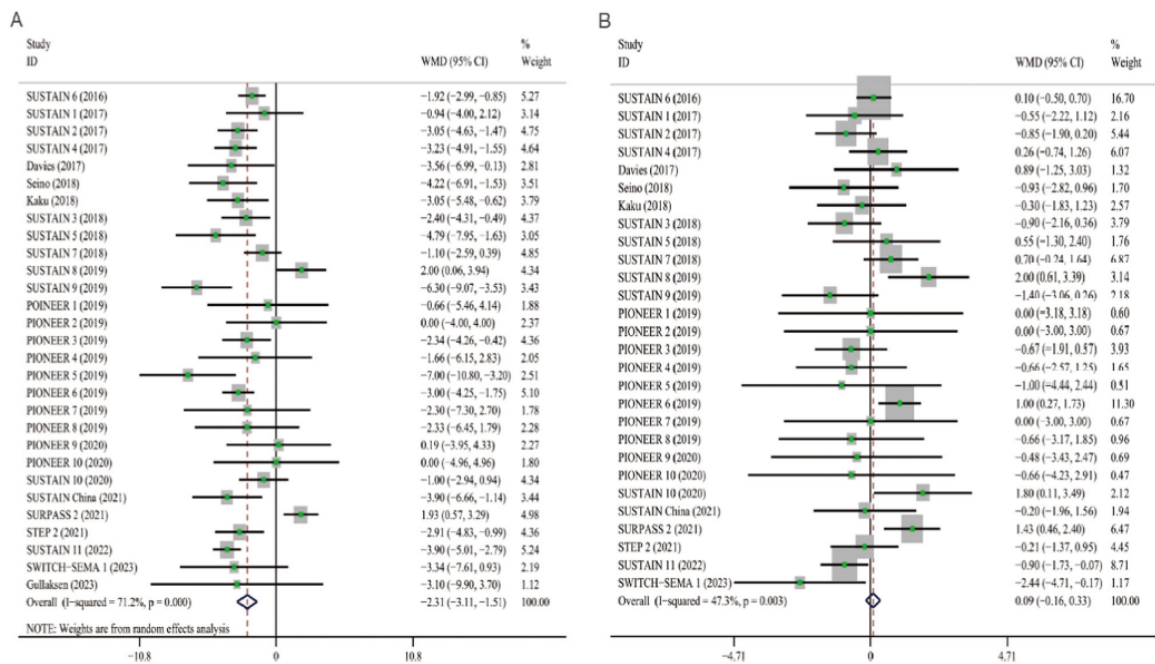 A
Study %
ID WMD (95% CI) Weight
SUSTAIN 6 (2016) −1.92 (−2.99, −0.85) 5.27
SUSTAIN 1 (2017) −0.94 (−4.00, 2.12) 3.14
SUSTAIN 2 (2017) −3.05 (−4.63, −1.47) 4.75
SUSTAIN 4 (2017) −3.23 (−4.91, −1.55) 4.64
Davies (2017) −3.56 (−6.99, −0.13) 2.81
Seino (2018) −4.22 (−6.91, −1.53) 3.51
Kaku (2018) −3.05 (−5.48, −0.62) 3.79
SUSTAIN 3 (2018) −2.40 (−4.31, −0.49) 4.37
SUSTAIN 5 (2018) −4.79 (−7.95, −1.63) 3.05
SUSTAIN 7 (2018) −1.10 (−2.59, 0.39) 4.85
SUSTAIN 8 (2019) 2.00 (0.06, 3.94) 4.34
SUSTAIN 9 (2019) −6.30 (−9.07, −3.53) 3.43
POINEER 1 (2019) −0.66 (−5.46, 4.14) 1.88
PIONEER 2 (2019) 0.00 (−4.00, 4.00) 2.37
PIONEER 3 (2019) −2.34 (−4.26, −0.42) 4.36
PIONEER 4 (2019) −1.66 (−6.15, 2.83) 2.05
PIONEER 5 (2019) −7.00 (−10.80, −3.20) 2.51
PIONEER 6 (2019) −3.00 (−4.25, −1.75) 5.10
PIONEER 7 (2019) −2.30 (−7.30, 2.70) 1.78
PIONEER 8 (2019) −2.33 (−6.45, 1.79) 2.28
PIONEER 9 (2020) 0.19 (−3.95, 4.33) 2.27
PIONEER 10 (2020) 0.00 (−4.96, 4.96) 1.80
SUSTAIN 10 (2020) −1.00 (−2.94, 0.94) 4.34
SUSTAIN China (2021) −3.90 (−6.66, −1.14) 3.44
SURPASS 2 (2021) 1.93 (0.57, 3.29) 4.98
STEP 2 (2021) −2.91 (−4.83, −0.99) 4.36
SUSTAIN 11 (2022) −3.90 (−5.01, −2.79) 5.24
SWITCH−SEMA 1 (2023) −3.34 (−7.61, 0.93) 2.19
Gullaksen (2023) −3.10 (−9.90, 3.70) 1.12
Overall (I−squared = 71.2%, p = 0.000) −2.31 (−3.11, −1.51) 100.00
NOTE: Weights are from random effects analysis
−10.8 0 10.8
B
Study %
ID WMD (95% CI) Weight
SUSTAIN 6 (2016) 0.10 (−0.50, 0.70) 16.70
SUSTAIN 1 (2017) −0.55 (−2.22, 1.12) 2.16
SUSTAIN 2 (2017) −0.85 (−1.90, 0.20) 5.44
SUSTAIN 4 (2017) 0.26 (−0.74, 1.26) 6.07
Davies (2017) 0.89 (−1.25, 3.03) 1.32
Seino (2018) −0.93 (−2.82, 0.96) 1.70
Kaku (2018) −0.30 (−1.83, 1.23) 2.57
SUSTAIN 3 (2018) −0.90 (−2.16, 0.36) 3.79
SUSTAIN 5 (2018) 0.55 (−1.30, 2.40) 1.76
SUSTAIN 7 (2018) 0.70 (−0.24, 1.64) 6.87
SUSTAIN 8 (2019) 2.00 (0.61, 3.39) 3.14
SUSTAIN 9 (2019) −1.40 (−3.06, 0.26) 2.18
PIONEER 1 (2019) 0.00 (−3.18, 3.18) 0.60
PIONEER 2 (2019) 0.00 (−3.00, 3.00) 0.67
PIONEER 3 (2019) −0.67 (−1.91, 0.57) 3.93
PIONEER 4 (2019) −0.66 (−2.57, 1.25) 1.65
PIONEER 5 (2019) −1.00 (−4.44, 2.44) 0.51
PIONEER 6 (2019) 1.00 (0.27, 1.73) 11.30
PIONEER 7 (2019) 0.00 (−3.00, 3.00) 0.67
PIONEER 8 (2019) −0.66 (−3.17, 1.85) 0.96
PIONEER 9 (2020) −0.48 (−3.43, 2.47) 0.69
PIONEER 10 (2020) −0.66 (−4.23, 2.91) 0.47
SUSTAIN 10 (2020) 1.80 (0.11, 3.49) 2.12
SUSTAIN China (2021) −0.20 (−1.96, 1.56) 1.94
SURPASS 2 (2021) 1.43 (0.46, 2.40) 6.47
STEP 2 (2021) −0.21 (−1.37, 0.95) 4.45
SUSTAIN 11 (2022) −0.90 (−1.73, −0.07) 8.71
SWITCH−SEMA 1 (2023) −2.44 (−4.71, −0.17) 1.17
Overall (I−squared = 47.3%, p = 0.003) 0.09 (−0.16, 0.33) 100.00
−4.71 0 4.71